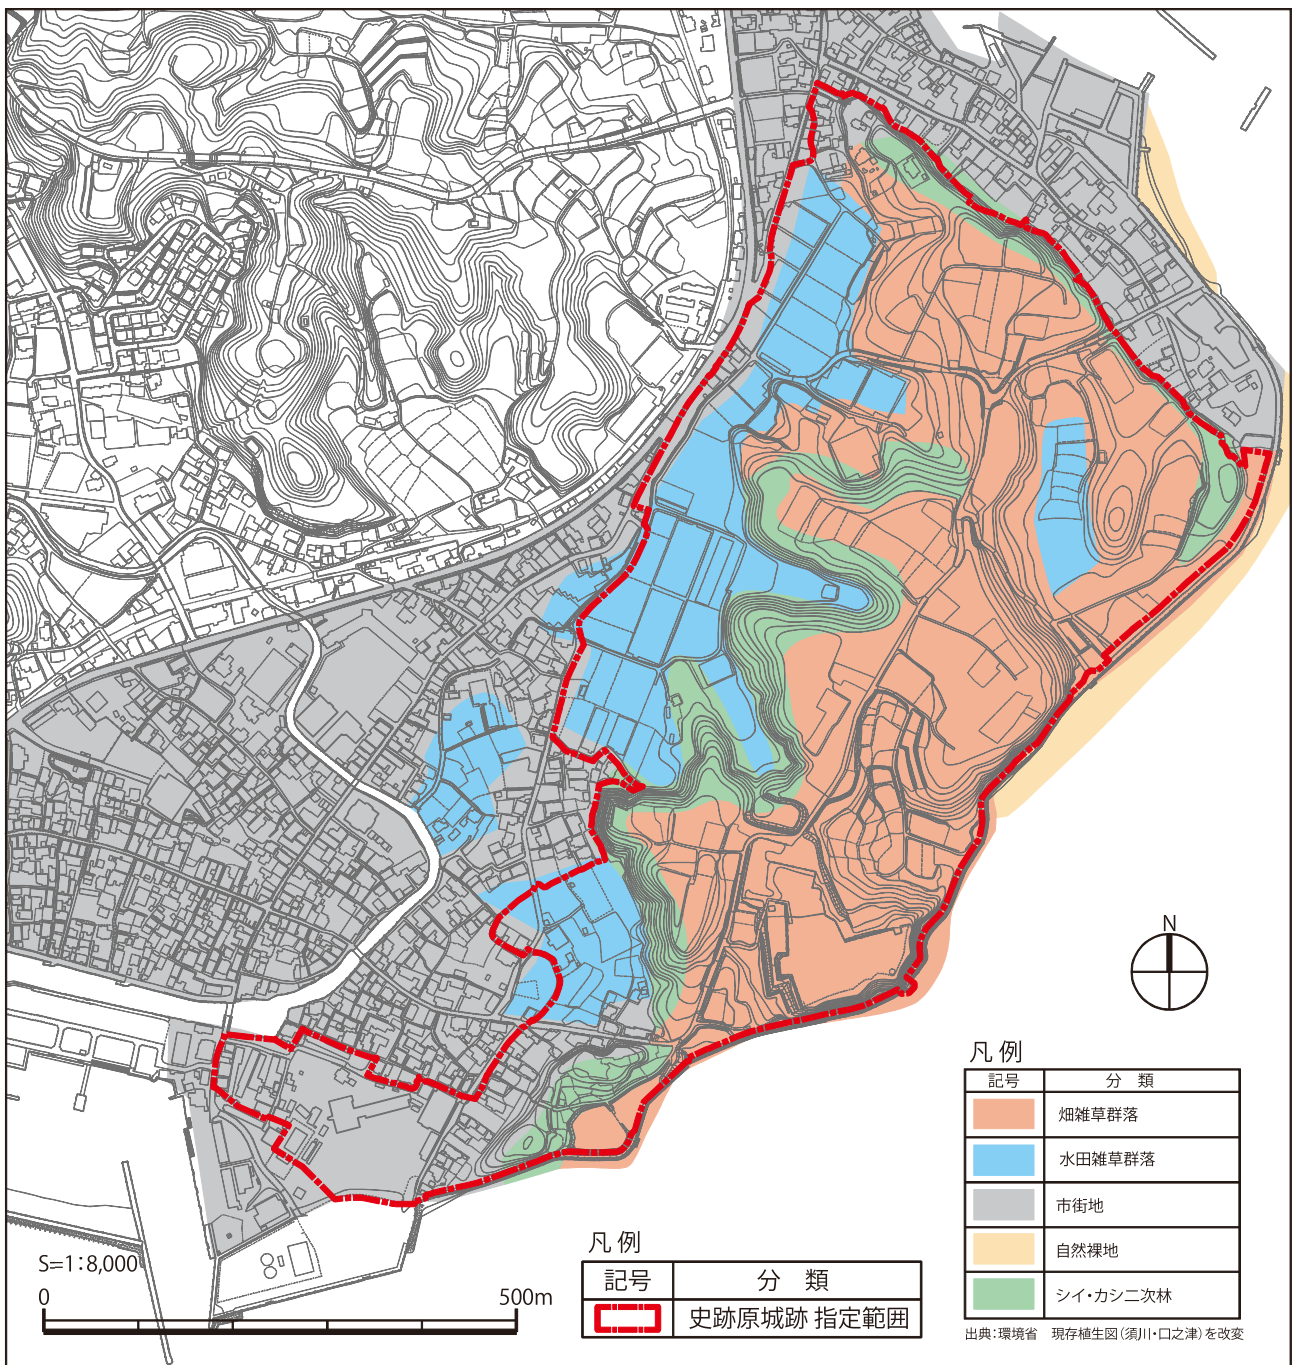 N
凡 例
記号 分 類
畑雑草群落
水田雑草群落
市街地
自然裸地
シイ・カシ二次林
出典：環境省 現存植生図（須川・口之津）を改変
S=1：8,000
0 500m
凡 例
記号 分 類
史跡原城跡 指定範囲